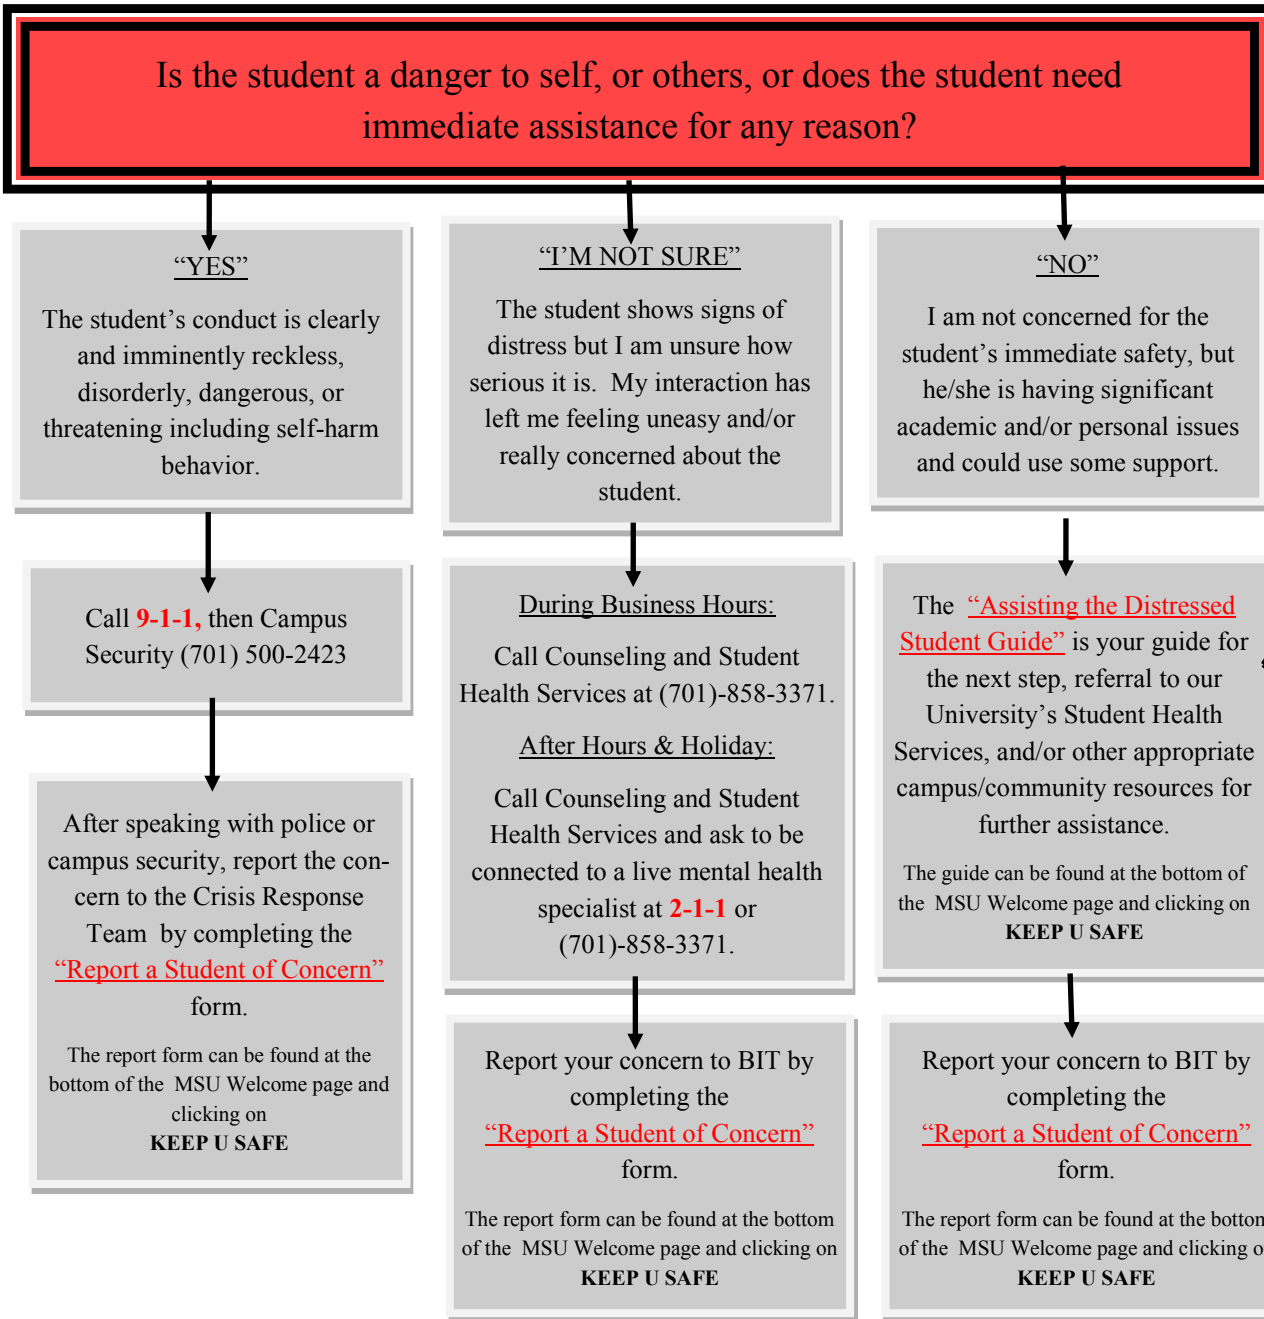 Is the student a danger to self, or others, or does the student need
immediate assistance for any reason?
“YES”
The student’s conduct is clearly
and imminently reckless,
disorderly, dangerous, or
threatening including self-harm
behavior.
Call 9-1-1, then Campus
Security (701) 500-2423
After speaking with police or
campus security, report the con-
cern to the Crisis Response
Team by completing the
“Report a Student of Concern”
form.
The report form can be found at the
bottom of the MSU Welcome page and
clicking on
KEEP U SAFE
“I’M NOT SURE”
The student shows signs of
distress but I am unsure how
serious it is. My interaction has
left me feeling uneasy and/or
really concerned about the
student.
During Business Hours:
Call Counseling and Student
Health Services at (701)-858-3371.
After Hours & Holiday:
Call Counseling and Student
Health Services and ask to be
connected to a live mental health
specialist at 2-1-1 or
(701)-858-3371.
Report your concern to BIT by
completing the
“Report a Student of Concern”
form.
The report form can be found at the bottom
of the MSU Welcome page and clicking on
KEEP U SAFE
“NO”
I am not concerned for the
student’s immediate safety, but
he/she is having significant
academic and/or personal issues
and could use some support.
The “Assisting the Distressed
Student Guide” is your guide for
the next step, referral to our
University’s Student Health
Services, and/or other appropriate
campus/community resources for
further assistance.
The guide can be found at the bottom of
the MSU Welcome page and clicking on
KEEP U SAFE
Report your concern to BIT by
completing the
“Report a Student of Concern”
form.
The report form can be found at the bottom
of the MSU Welcome page and clicking o
KEEP U SAFE